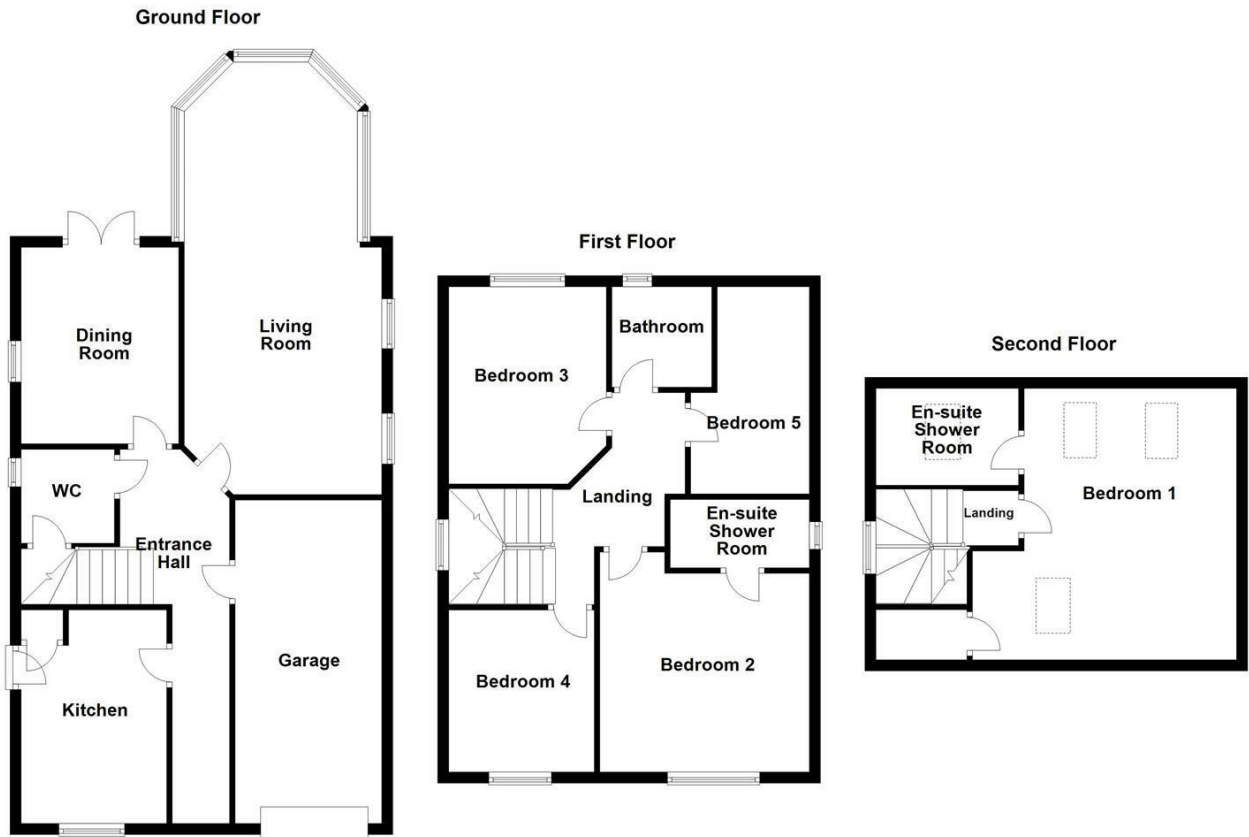 Ground Floor
Dining
Room
Living
Room
WC
Entrance
Hall
Garage
Kitchen
First Floor
Bedroom 3
Bathroom
Bedroom 5
Landing
En-suite
Shower
Room
Bedroom 4
Bedroom 2
Second Floor
En-suite
Shower
Room
Landing
Bedroom 1